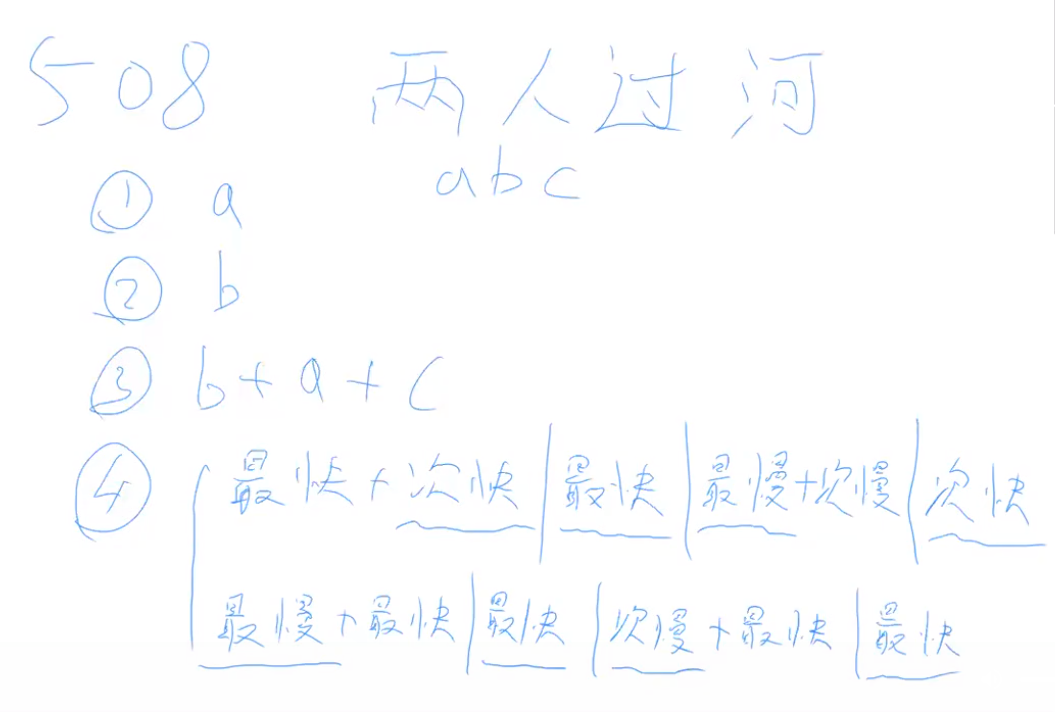 508 两人过河
abc
① a
② b
③ b+a+c
④ 最快+次快|最快|最慢+次慢|次快
最慢+最快|最快|次慢+最快|最快